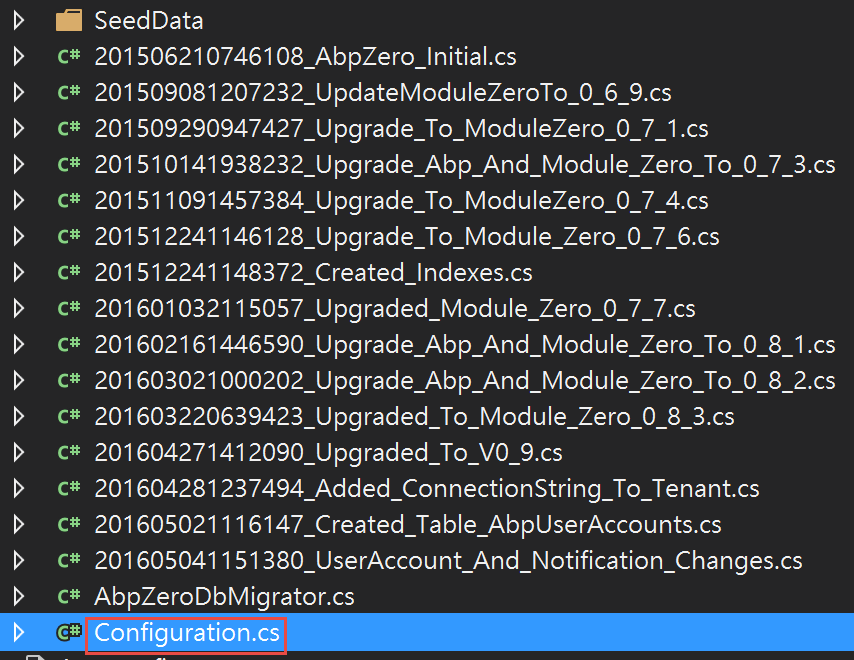 SeedData
C# 201506210746108_AbpZero_Initial.cs
C# 201509081207232_UpdateModuleZeroTo_0_6_9.cs
C# 201509290947427_Upgrade_To_ModuleZero_0_7_1.cs
C# 201510141938232_Upgrade_Abp_And_Module_Zero_To_0_7_3.cs
C# 201511091457384_Upgrade_To_ModuleZero_0_7_4.cs
C# 201512241146128_Upgrade_To_Module_Zero_0_7_6.cs
C# 201512241148372_Created_Indexes.cs
C# 201601032115057_Upgraded_Module_Zero_0_7_7.cs
C# 201602161446590_Upgrade_Abp_And_Module_Zero_To_0_8_1.cs
C# 201603021000202_Upgrade_Abp_And_Module_Zero_To_0_8_2.cs
C# 201603220639423_Upgraded_To_Module_Zero_0_8_3.cs
C# 201604271412090_Upgraded_To_V0_9.cs
C# 201604281237494_Added_ConnectionString_To_Tenant.cs
C# 201605021116147_Created_Table_AbpUserAccounts.cs
C# 201605041151380_UserAccount_And_Notification_Changes.cs
C# AbpZeroDbMigrator.cs
C# Configuration.cs